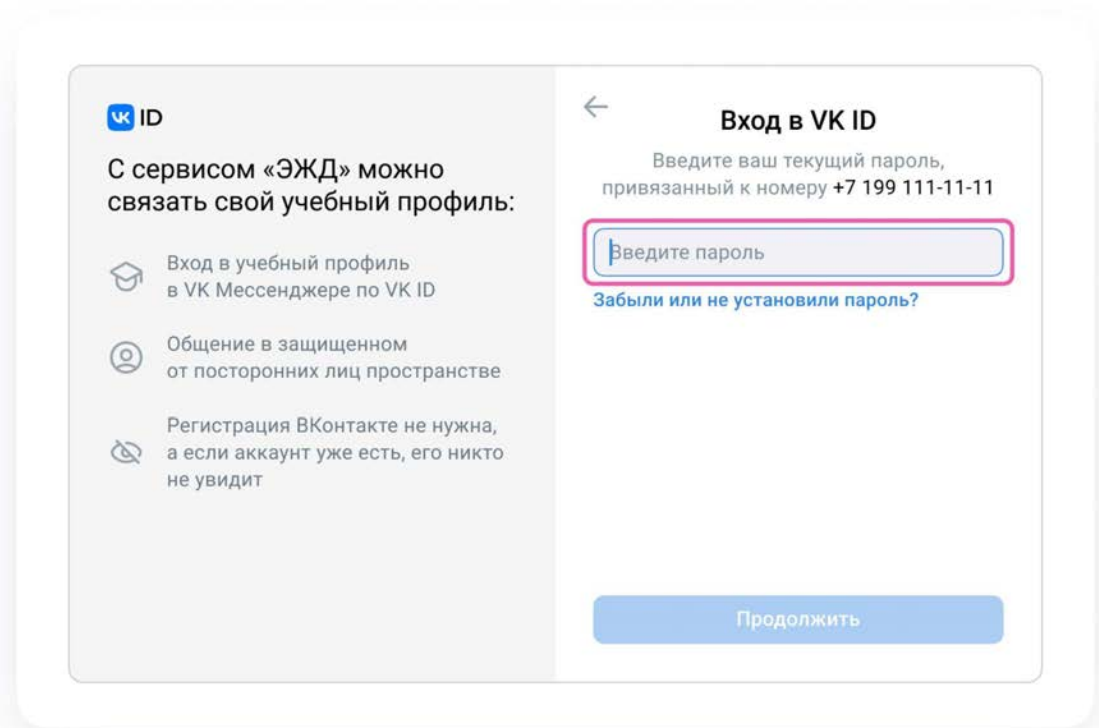 VK ID
С сервисом «ЭЖД» можно
связать свой учебный профиль:
Вход в учебный профиль
в VK Мессенджере по VK ID
Общение в защищенном
от посторонних лиц пространстве
Регистрация ВКонтакте не нужна,
а если аккаунт уже есть, его никто
не увидит
Вход в VK ID
Введите ваш текущий пароль,
привязанный к номеру +7 199 111-11-11
Введите пароль
Забыли или не установили пароль?
Продолжить